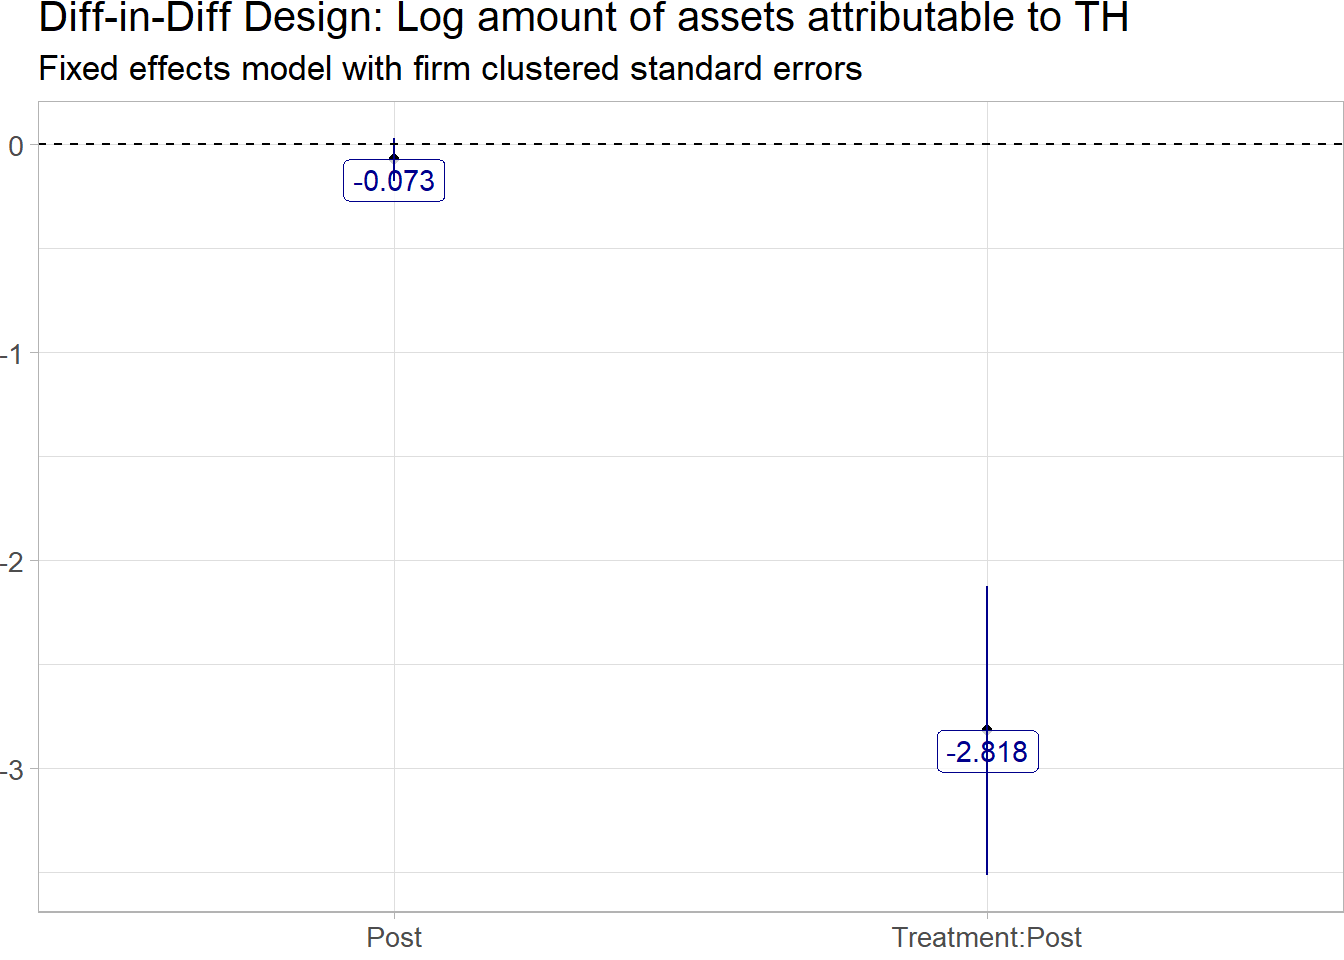 Diff-in-Diff Design: Log amount of assets attributable to TH
Fixed effects model with firm clustered standard errors
0
-0.073
-1
-2
-2.818
-3
Post
Treatment:Post